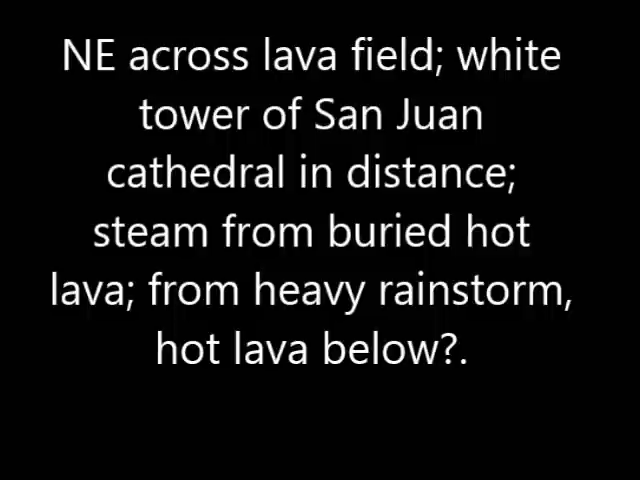 NE across lava field; white
tower of San Juan
cathedral in distance;
steam from buried hot
lava; from heavy rainstorm,
hot lava below?.